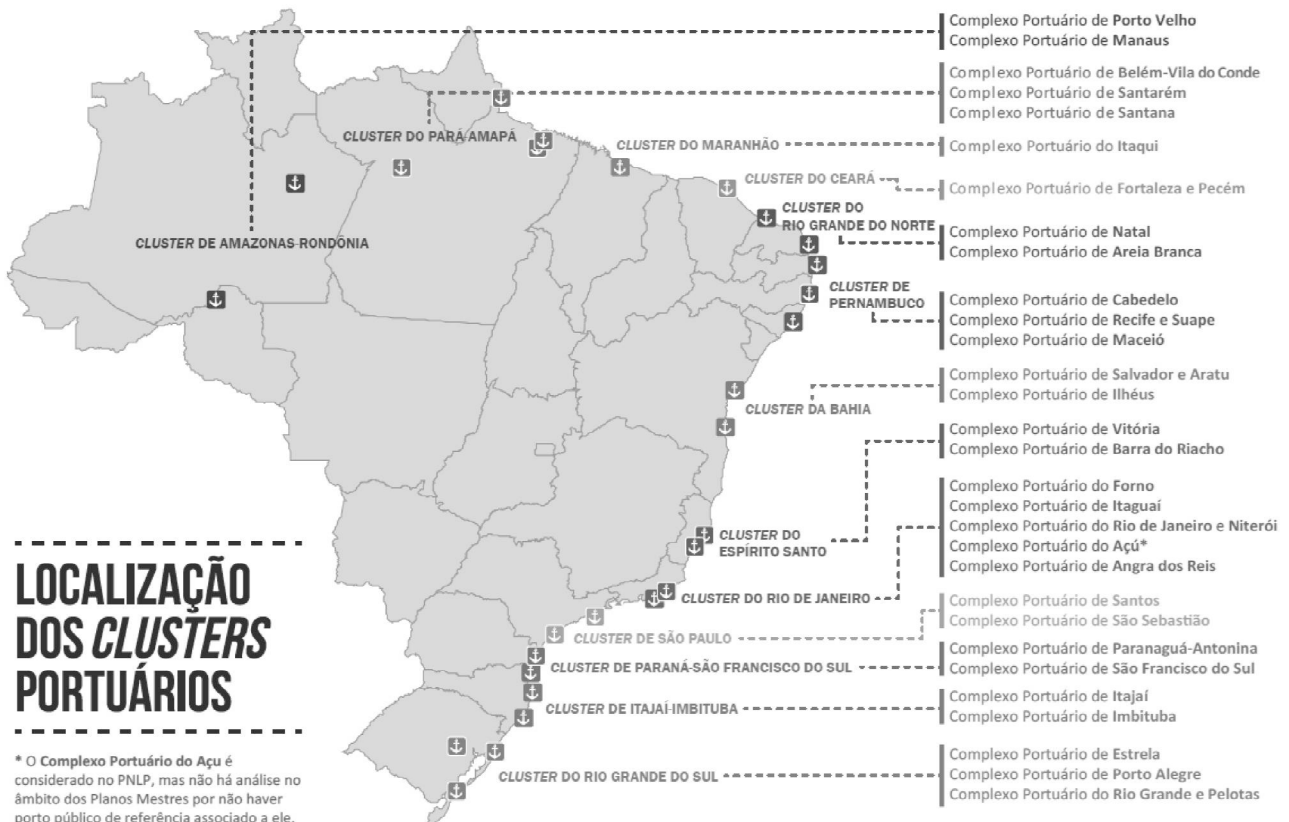 Complexo Portuário de Porto Velho
Complexo Portuário de Manaus
Complexo Portuário de Belém-Vila do Conde
Complexo Portuário de Santarém
Complexo Portuário de Santana
CLUSTER DO PARÁ-AMAPÁ
CLUSTER DO MARANHÃO
Complexo Portuário do Itaqui
CLUSTER DO CEARÁ
Complexo Portuário de Fortaleza e Pecém
CLUSTER DO
RIO GRANDE DO NORTE
Complexo Portuário de Natal
Complexo Portuário de Areia Branca
CLUSTER DE AMAZONAS-RONDÔNIA
CLUSTER DE
PERNAMBUCO
Complexo Portuário de Cabedelo
Complexo Portuário de Recife e Suape
Complexo Portuário de Maceió
CLUSTER DA BAHIA
Complexo Portuário de Salvador e Aratu
Complexo Portuário de Ilhéus
CLUSTER DO
ESPÍRITO SANTO
Complexo Portuário de Vitória
Complexo Portuário de Barra do Riacho
CLUSTER DO RIO DE JANEIRO
Complexo Portuário do Forno
Complexo Portuário de Itaguaí
Complexo Portuário do Rio de Janeiro e Niterói
Complexo Portuário do Açú*
Complexo Portuário de Angra dos Reis
CLUSTER DE SÃO PAULO
Complexo Portuário de Santos
Complexo Portuário de São Sebastião
CLUSTER DE PARANÁ-SÃO FRANCISCO DO SUL
Complexo Portuário de Paranaguá-Antonina
Complexo Portuário de São Francisco do Sul
CLUSTER DE ITAJAÍ-IMBITUBA
Complexo Portuário de Itajaí
Complexo Portuário de Imbituba
CLUSTER DO RIO GRANDE DO SUL
Complexo Portuário de Estrela
Complexo Portuário de Porto Alegre
Complexo Portuário do Rio Grande e Pelotas
LOCALIZAÇÃO
DOS CLUSTERS
PORTUÁRIOS
* O Complexo Portuário do Açu é
considerado no PNLP, mas não há análise no
âmbito dos Planos Mestres por não haver
porto público de referência associado a ele.